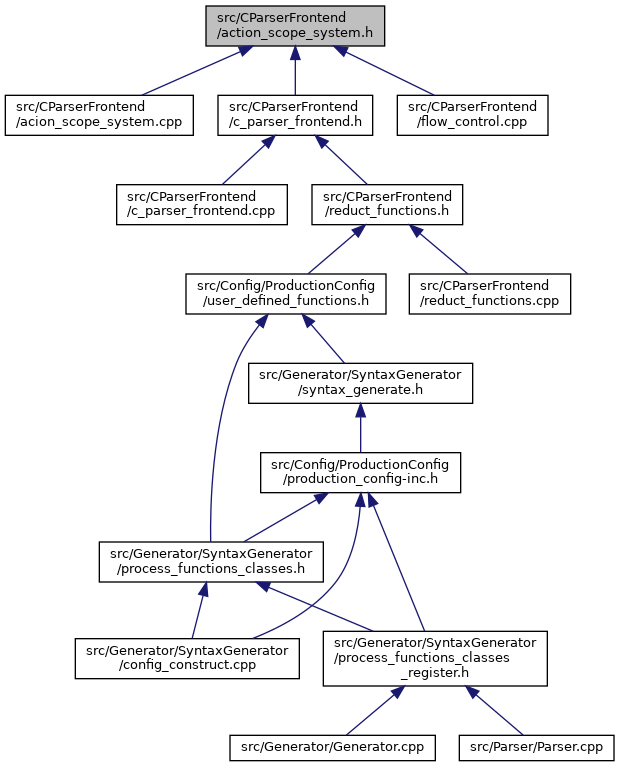 src/CParserFrontend
/action_scope_system.h
src/CParserFrontend
/acion_scope_system.cpp
src/CParserFrontend
/c_parser_frontend.h
src/CParserFrontend
/flow_control.cpp
src/CParserFrontend
/c_parser_frontend.cpp
src/CParserFrontend
/reduct_functions.h
src/Config/ProductionConfig
/user_defined_functions.h
src/CParserFrontend
/reduct_functions.cpp
src/Generator/SyntaxGenerator
/syntax_generate.h
src/Config/ProductionConfig
/production_config-inc.h
src/Generator/SyntaxGenerator
/process_functions_classes.h
src/Generator/SyntaxGenerator
/config_construct.cpp
src/Generator/SyntaxGenerator
/process_functions_classes
_register.h
src/Generator/Generator.cpp
src/Parser/Parser.cpp